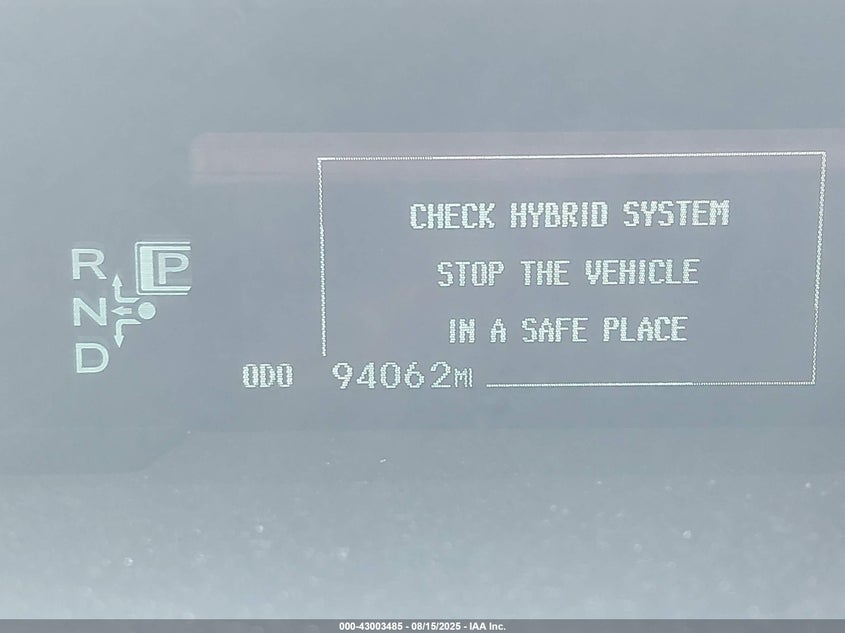 CHECK HYBRID SYSTEM
STOP THE VEHICLE
IN A SAFE PLACE
R P
N
D
ODO 94062MI
000-43003485 - 08/15/2025 - IAA Inc.